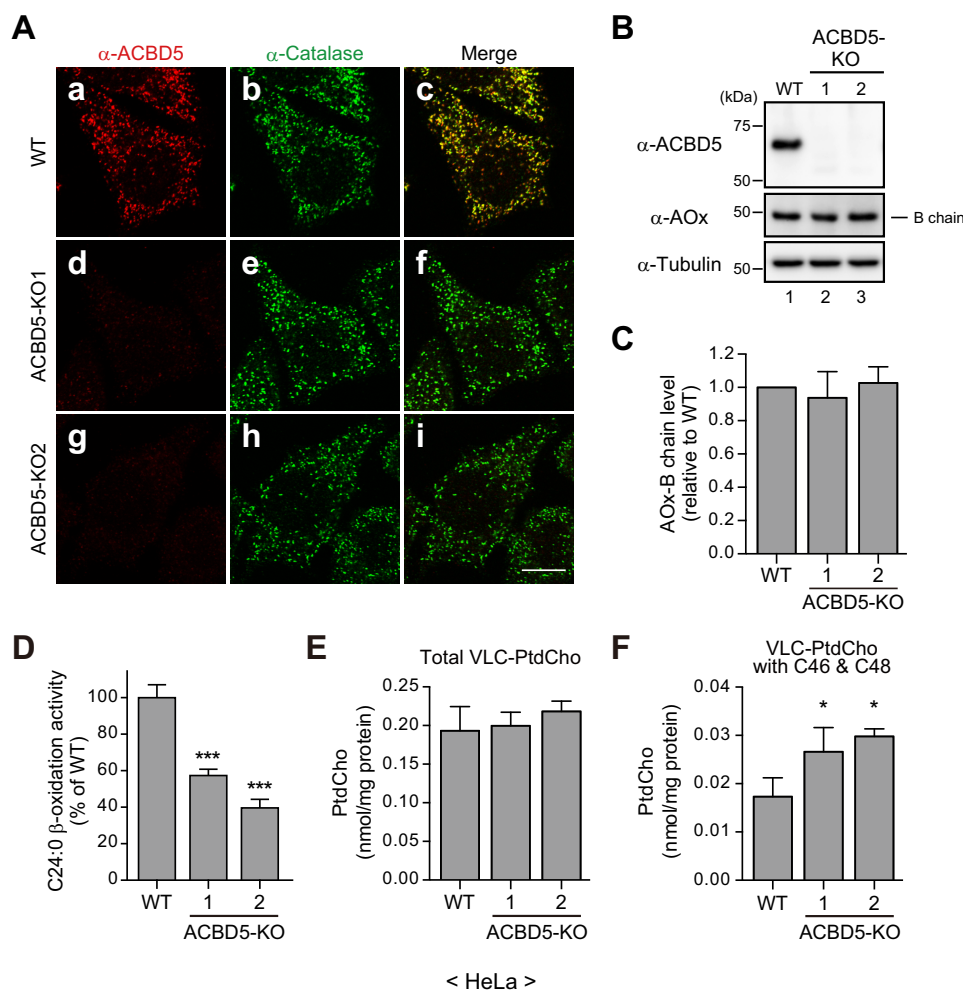 A
α-ACBD5
α-Catalase
Merge
WT
a
b
c
ACBD5-KO1
d
e
f
ACBD5-KO2
g
h
i
B
ACBD5-
KO
WT 1 2
(kDa)
75
α-ACBD5
50
α-AOx
50
B chain
α-Tubulin
50
1 2 3
C
AOx-B chain level
(relative to WT)
1.2
1.0
0.8
0.6
0.4
0.2
0.0
WT 1 2
ACBD5-KO
D
C24:0 β-oxidation activity
(% of WT)
100
80
60
40
20
0
***
***
WT 1 2
ACBD5-KO
E
Total VLC-PtdCho
PtdCho
(nmol/mg protein)
0.25
0.20
0.15
0.10
0.05
0.00
WT 1 2
ACBD5-KO
F
VLC-PtdCho
with C46 & C48
PtdCho
(nmol/mg protein)
0.04
0.03
0.02
0.01
0.00
*
*
WT 1 2
ACBD5-KO
< HeLa >